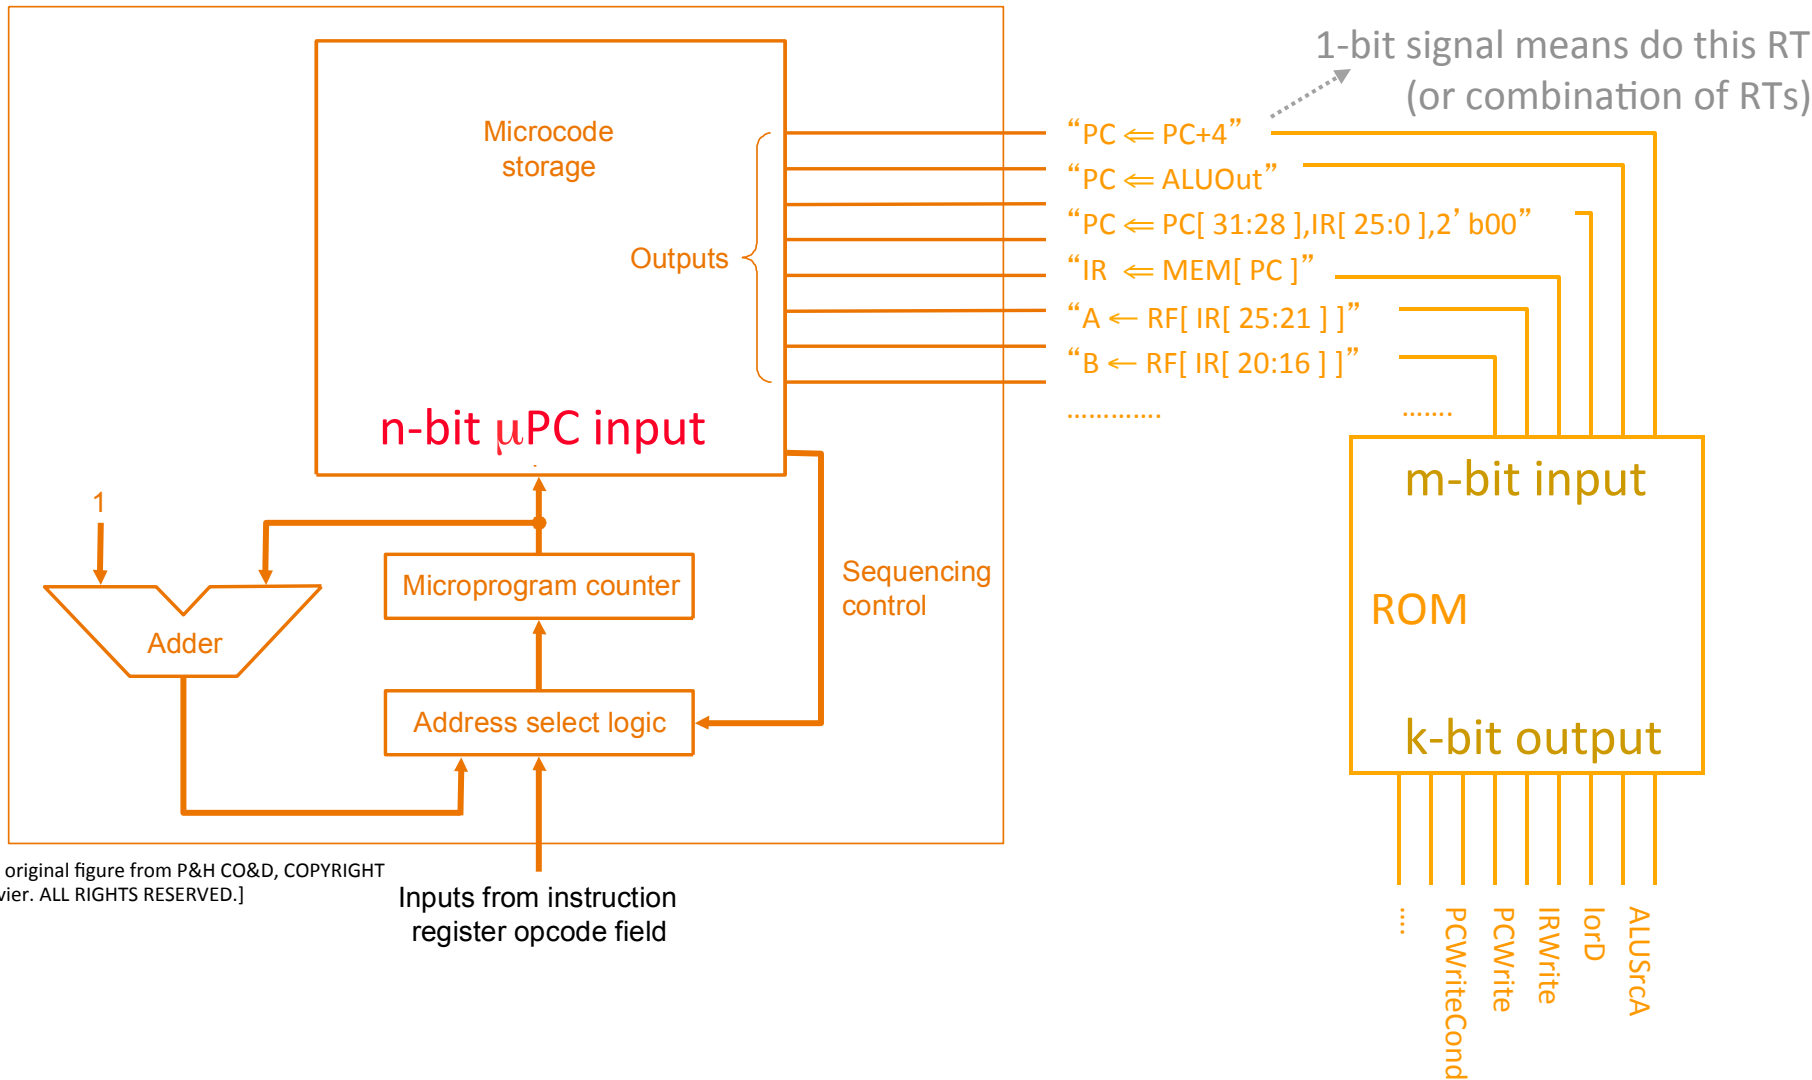 1-bit signal means do this RT
(or combination of RTs)
Microcode
storage
Outputs
n-bit μPC input
“PC ⇐ PC+4”
“PC ⇐ ALUOut”
“PC ⇐ PC[ 31:28 ],IR[ 25:0 ],2’ b00”
“IR ⇐ MEM[ PC ]”
“A ← RF[ IR[ 25:21 ] ]”
“B ← RF[ IR[ 20:16 ] ]”
.............
.......
m-bit input
ROM
k-bit output
1
Adder
Microprogram counter
Address select logic
Sequencing
control
original figure from P&H CO&D, COPYRIGHT
vier. ALL RIGHTS RESERVED.]
Inputs from instruction
register opcode field
....
PCWriteCond
PCWrite
IRWrite
IorD
ALUSrcA